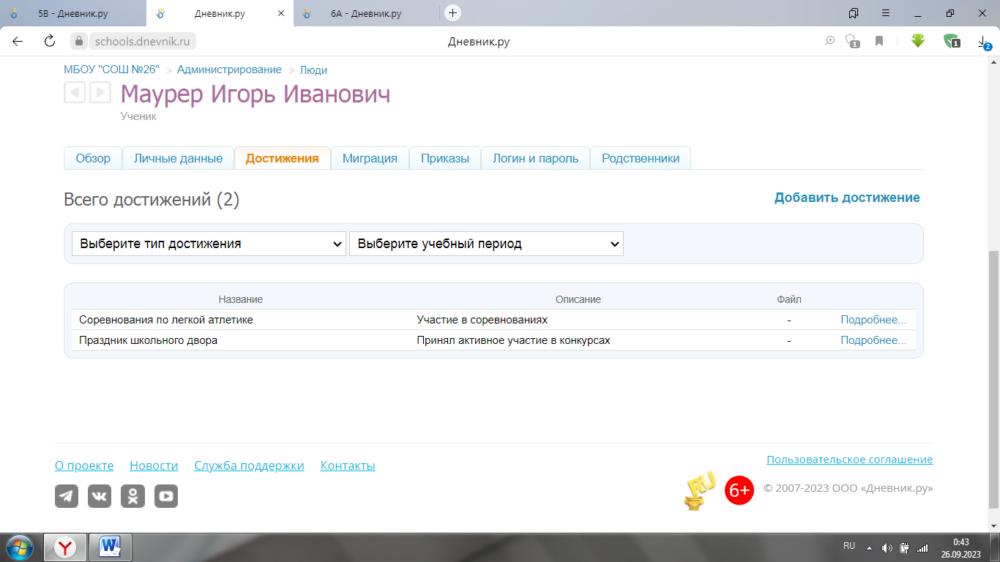 5В - Дневник.ру
Дневник.ру
6А - Дневник.ру
schools.dnevnik.ru
Дневник.ру
1
1
2
МБОУ "СОШ №26" > Администрирование > Люди
Маурер Игорь Иванович
Ученик
Обзор
Личные данные
Достижения
Миграция
Приказы
Логин и пароль
Родственники
Всего достижений (2)
Добавить достижение
Выберите тип достижения
Выберите учебный период
Название Описание Файл
Соревнования по легкой атлетике Участие в соревнованиях - Подробнее...
Праздник школьного двора Принял активное участие в конкурсах - Подробнее...
О проекте Новости Служба поддержки Контакты
Пользовательское соглашение
RU
6+
© 2007-2023 ООО «Дневник.ру»
RU
0:43
26.09.2023